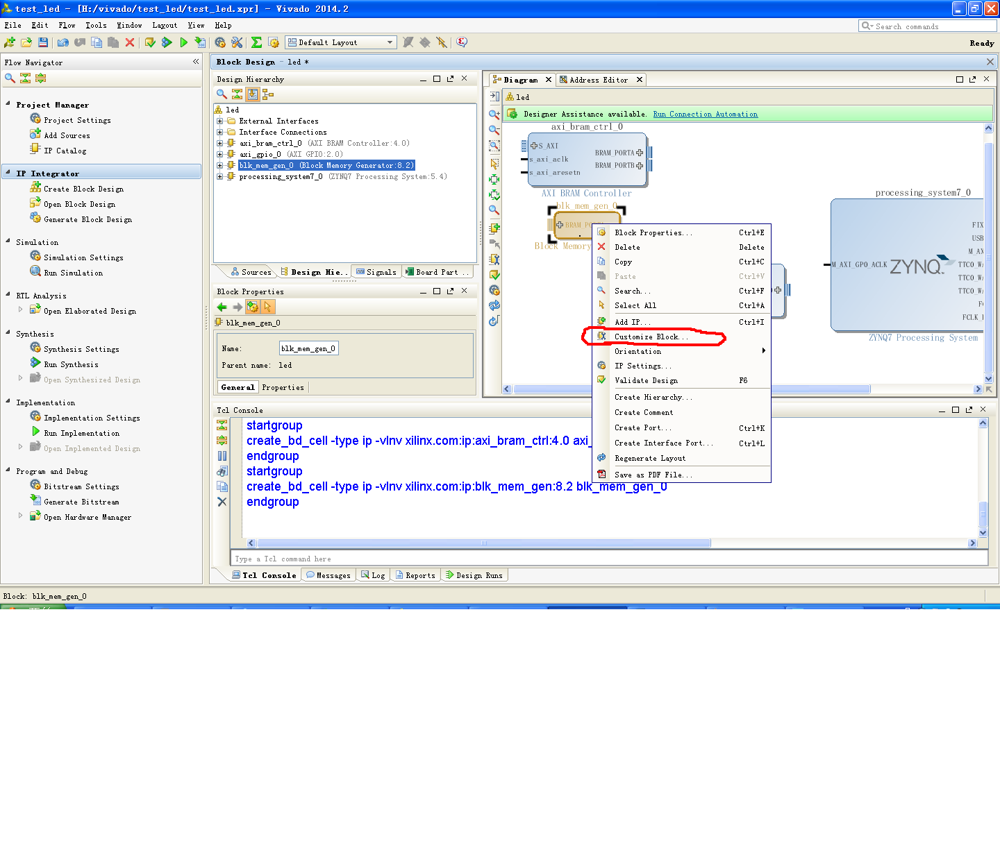 test_led - [H:/vivado/test_led/test_led.xpr] - Vivado 2014.2
File Edit Flow Tools Window Layout View Help
Search commands
Default Layout
Ready
Flow Navigator
Project Manager
Project Settings
Add Sources
IP Catalog
IP Integrator
Create Block Design
Open Block Design
Generate Block Design
Simulation
Simulation Settings
Run Simulation
RTL Analysis
Open Elaborated Design
Synthesis
Synthesis Settings
Run Synthesis
Open Synthesized Design
Implementation
Implementation Settings
Run Implementation
Open Implemented Design
Program and Debug
Bitstream Settings
Generate Bitstream
Open Hardware Manager
Block Design - led *
Design Hierarchy
led
External Interfaces
Interface Connections
axi_bram_ctrl_0 (AXI BRAM Controller:4.0)
axi_gpio_0 (AXI GPIO:2.0)
blk_mem_gen_0 (Block Memory Generator:8.2)
processing_system7_0 (ZYNQ7 Processing System:5.4)
Sources Design Hie.. Signals Board Part ..
Block Properties
blk_mem_gen_0
Name: blk_mem_gen_0
Parent name: led
General Properties
Diagram Address Editor
led
Designer Assistance available. Run Connection Automation
axi_bram_ctrl_0
S_AXI
s_axi_aclk
s_axi_aresetn
BRAM_PORTA
BRAM_PORTB
AXI BRAM Controller
blk_mem_gen_0
Block Memory
processing_system7_0
FIX
USB
M_AX
M_AXI_GP0_ACLK
ZYNQ
TTC0_WA
TTC0_WA
TTC0_WA
FC
FCLK_F
ZYNQ7 Processing System
Block Properties... Ctrl+E
Delete Delete
Copy Ctrl+C
Paste Ctrl+V
Search... Ctrl+F
Select All Ctrl+A
Add IP... Ctrl+I
Customize Block...
Orientation
IP Settings...
Validate Design F6
Create Hierarchy...
Create Comment
Create Port... Ctrl+K
Create Interface Port... Ctrl+L
Regenerate Layout
Save as PDF File...
Tcl Console
startgroup
create_bd_cell -type ip -vlnv xilinx.com:ip:axi_bram_ctrl:4.0 axi_
endgroup
startgroup
create_bd_cell -type ip -vlnv xilinx.com:ip:blk_mem_gen:8.2 blk_mem_gen_0
endgroup
Type a Tcl command here
Tcl Console Messages Log Reports Design Runs
Block: blk_mem_gen_0